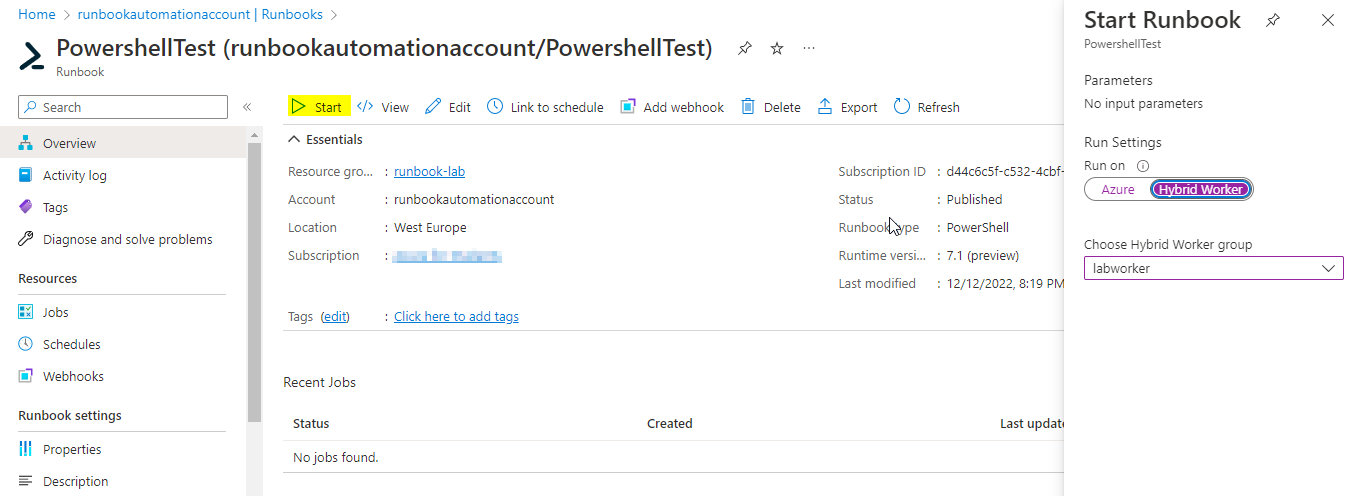 Home > runbookautomationaccount | Runbooks >
PowershellTest (runbookautomationaccount/PowershellTest) ...
Runbook
Search «
Overview
Activity log
Tags
Diagnose and solve problems
Resources
Jobs
Schedules
Webhooks
Runbook settings
Properties
Description
Start View Edit Link to schedule Add webhook Delete Export Refresh
Essentials
Resource gro... : runbook-lab
Account : runbookautomationaccount
Location : West Europe
Subscription :
Subscription ID : d44c6c5f-c532-4cbf-
Status : Published
Runbook type : PowerShell
Runtime versi... : 7.1 (preview)
Last modified : 12/12/2022, 8:19 PM
Tags (edit) : Click here to add tags
Recent Jobs
Status Created Last update
No jobs found.
Start Runbook
PowershellTest
Parameters
No input parameters
Run Settings
Run on
Azure Hybrid Worker
Choose Hybrid Worker group
labworker